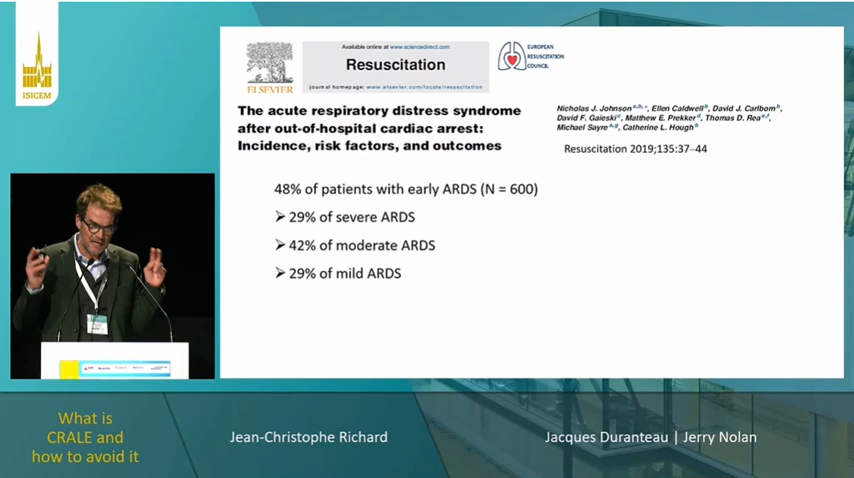 ISICEM
ELSEVIER
Available online at www.sciencedirect.com
Resuscitation
journal homepage: www.elsevier.com/locate/resuscitation
EUROPEAN
RESUSCITATION
COUNCIL
The acute respiratory distress syndrome
after out-of-hospital cardiac arrest:
Incidence, risk factors, and outcomes
Nicholas J. Johnson a,b,*, Ellen Caldwell b, David J. Carlbom b,
David F. Gaieski c, Matthew E. Prekker d, Thomas D. Rea e,f,
Michael Sayre a,g, Catherine L. Hough b
Resuscitation 2019;135:37–44
48% of patients with early ARDS (N = 600)
➢ 29% of severe ARDS
➢ 42% of moderate ARDS
➢ 29% of mild ARDS
What is
CRALE and
how to avoid it
Jean-Christophe Richard
Jacques Duranteau | Jerry Nolan